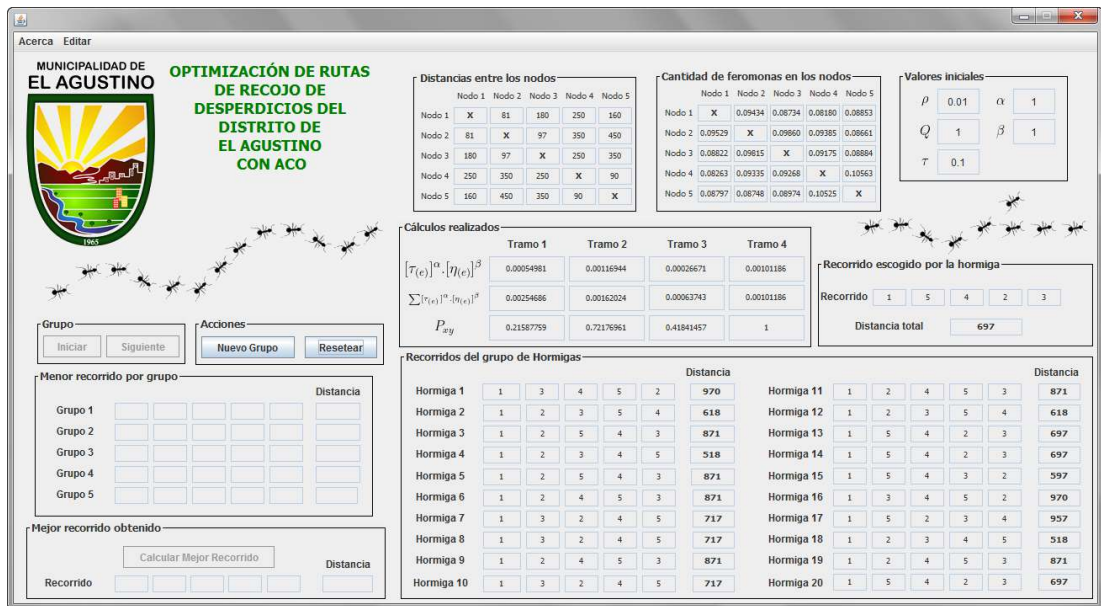 Acerca Editar
MUNICIPALIDAD DE
EL AGUSTINO
1965
OPTIMIZACIÓN DE RUTAS
DE RECOJO DE
DESPERDICIOS DEL
DISTRITO DE
EL AGUSTINO
CON ACO
Distancias entre los nodos
Nodo 1 Nodo 2 Nodo 3 Nodo 4 Nodo 5
Nodo 1 X 81 180 250 160
Nodo 2 81 X 97 350 450
Nodo 3 180 97 X 250 350
Nodo 4 250 350 250 X 90
Nodo 5 160 450 350 90 X
Cantidad de feromonas en los nodos
Nodo 1 Nodo 2 Nodo 3 Nodo 4 Nodo 5
Nodo 1 X 0.09434 0.08734 0.08180 0.08853
Nodo 2 0.09529 X 0.09860 0.09385 0.08661
Nodo 3 0.08822 0.09815 X 0.09175 0.08884
Nodo 4 0.08263 0.09335 0.09268 X 0.10563
Nodo 5 0.08797 0.08748 0.08974 0.10525 X
Valores iniciales
ρ 0.01 α 1
Q 1 β 1
τ 0.1
Cálculos realizados
Tramo 1 Tramo 2 Tramo 3 Tramo 4
[τ(e)]^α.[η(e)]^β 0.00054981 0.00116944 0.00026671 0.00101186
∑[τ(e)]^α.[η(e)]^β 0.00254686 0.00162024 0.00063743 0.00101186
Pxy 0.21587759 0.72176961 0.41841457 1
Recorrido escogido por la hormiga
Recorrido 1 5 4 2 3
Distancia total 697
Grupo
Iniciar Siguiente
Acciones
Nuevo Grupo Resetear
Menor recorrido por grupo
Distancia
Grupo 1
Grupo 2
Grupo 3
Grupo 4
Grupo 5
Mejor recorrido obtenido
Calcular Mejor Recorrido
Distancia
Recorrido
Recorridos del grupo de Hormigas
Distancia
Hormiga 1 1 3 4 5 2 970
Hormiga 2 1 2 3 5 4 618
Hormiga 3 1 2 5 4 3 871
Hormiga 4 1 2 3 4 5 518
Hormiga 5 1 2 5 4 3 871
Hormiga 6 1 2 4 5 3 871
Hormiga 7 1 3 2 4 5 717
Hormiga 8 1 3 2 4 5 717
Hormiga 9 1 2 4 5 3 871
Hormiga 10 1 3 2 4 5 717
Distancia
Hormiga 11 1 2 4 5 3 871
Hormiga 12 1 2 3 5 4 618
Hormiga 13 1 5 4 2 3 697
Hormiga 14 1 5 4 2 3 697
Hormiga 15 1 5 4 3 2 597
Hormiga 16 1 3 4 5 2 970
Hormiga 17 1 5 2 3 4 957
Hormiga 18 1 2 3 4 5 518
Hormiga 19 1 2 4 5 3 871
Hormiga 20 1 5 4 2 3 697